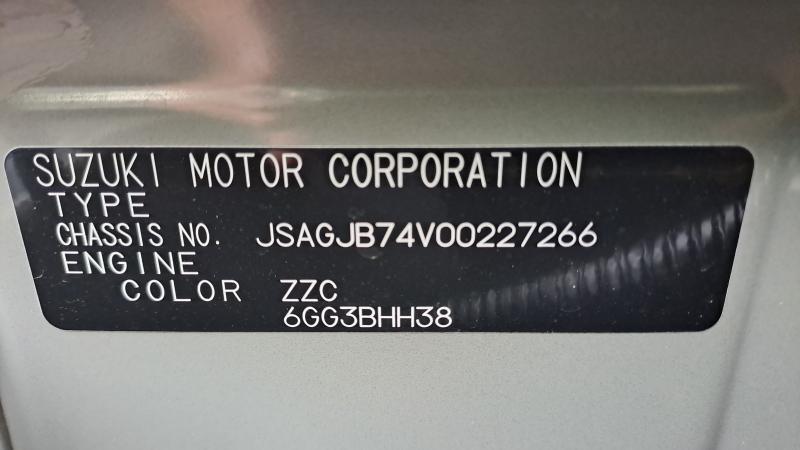 SUZUKI MOTOR CORPORATION
TYPE
CHASSIS NO. JSAGJB74V00227266
ENGINE
COLOR ZZC
6GG3BHH38